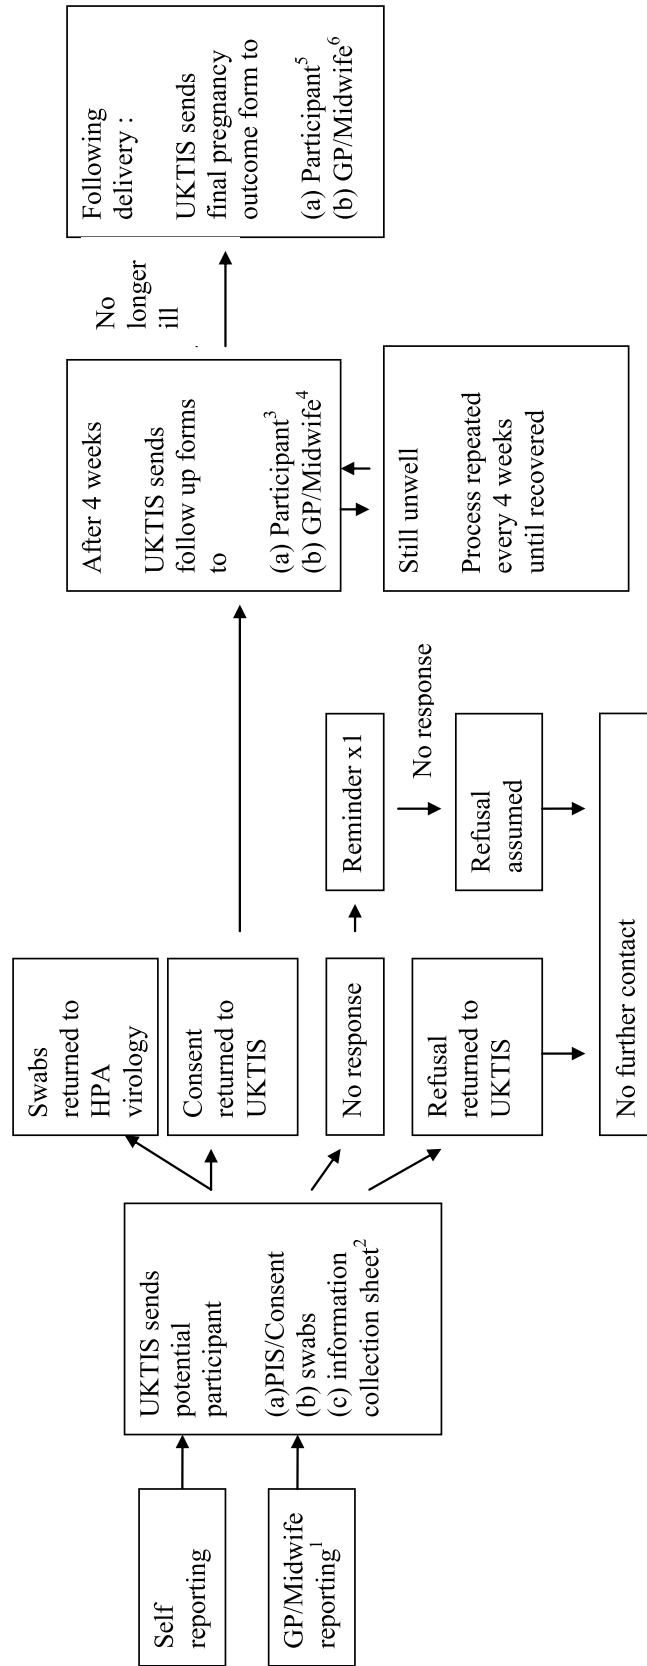 Self
reporting
GP/Midwife
reporting1
UKTIS sends
potential
participant
(a)PIS/Consent
(b) swabs
(c) information
collection sheet2
Swabs
returned to
HPA
virology
Consent
returned to
UKTIS
No response
Refusal
returned to
UKTIS
Reminder x1
No response
Refusal
assumed
No further contact
After 4 weeks
UKTIS sends
follow up forms
to
(a) Participant3
(b) GP/Midwife4
Still unwell
Process repeated
every 4 weeks
until recovered
No
longer
ill
Following
delivery :
UKTIS sends
final pregnancy
outcome form to
(a) Participant5
(b) GP/Midwife6